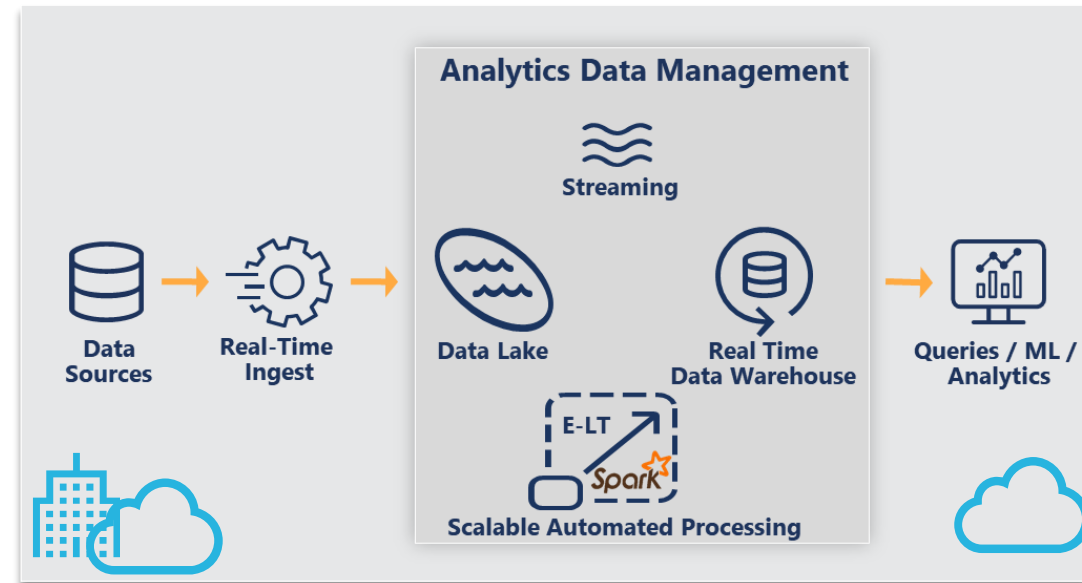 Analytics Data Management
Streaming
Data
Sources
Real-Time
Ingest
Data Lake
Real Time
Data Warehouse
Queries / ML /
Analytics
E-LT
Spark
Scalable Automated Processing